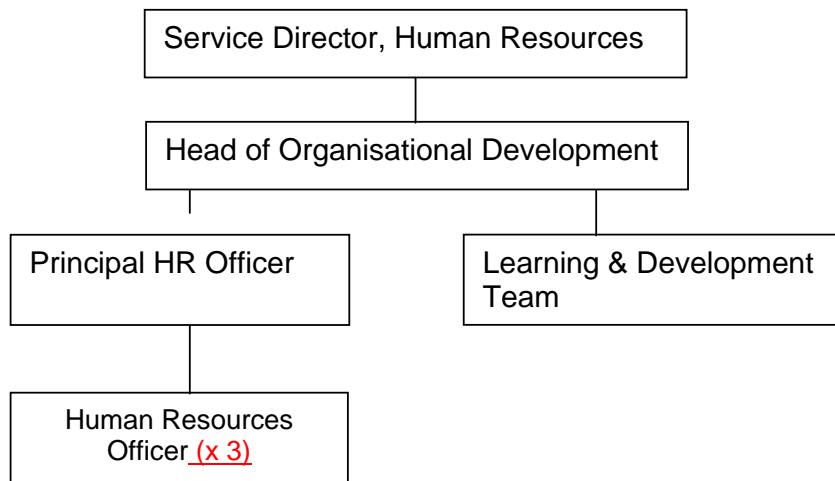 Service Director, Human Resources
Head of Organisational Development
Principal HR Officer
Learning & Development
Team
Human Resources
Officer (x 3)